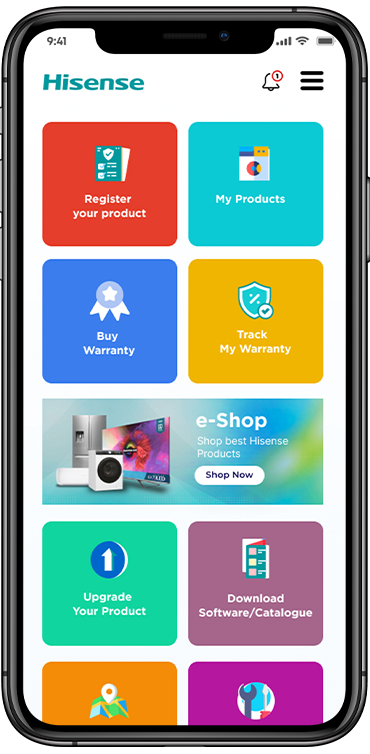 9:41
Hisense
1
Register
your product
My Products
Buy
Warranty
Track
My Warranty
e-Shop
Shop best Hisense
Products
Shop Now
Upgrade
Your Product
Download
Software/Catalogue